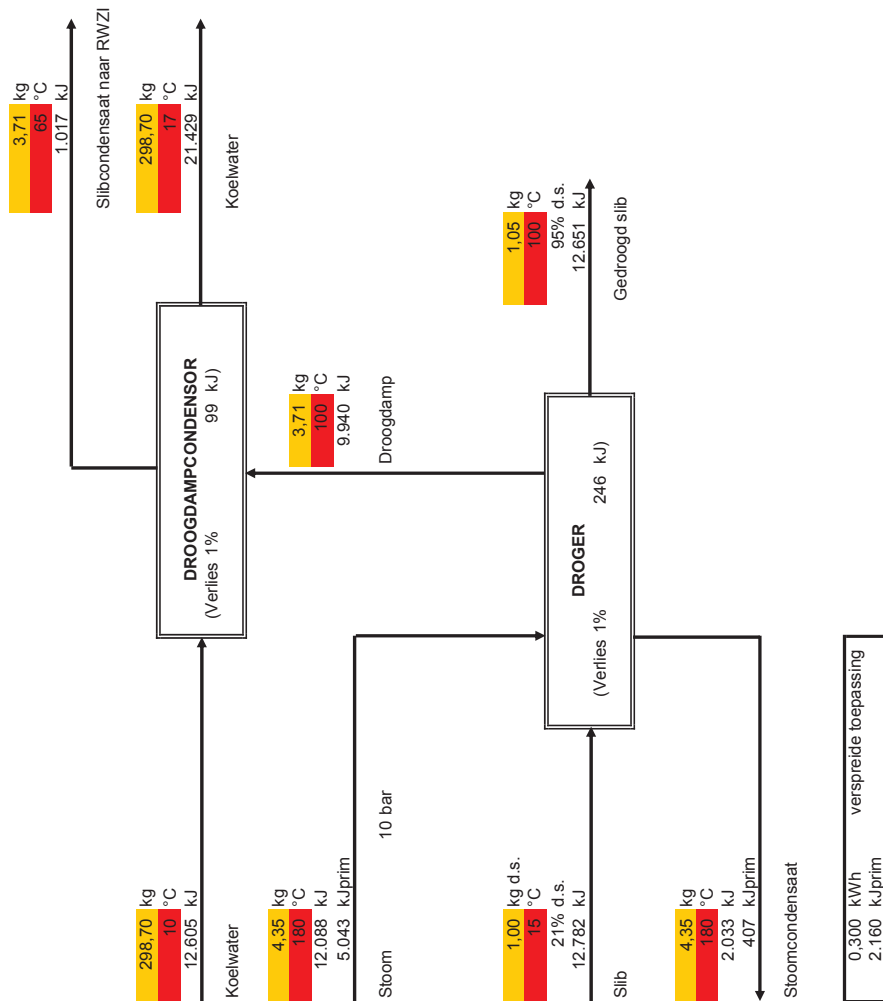 3,71 kg
65 °C
1.017 kJ
Slibcondensaat naar RWZI
298,70 kg
17 °C
21.429 kJ
Koelwater
DROOGDAMPCONDENSOR
(Verlies 1% 99 kJ)
298,70 kg
10 °C
12.605 kJ
Koelwater
3,71 kg
100 °C
9.940 kJ
Droogdamp
4,35 kg
180 °C
12.088 kJ
5.043 kJprim
Stoom
10 bar
1,05 kg
100 °C
95% d.s.
12.651 kJ
Gedroogd slib
DROGER
(Verlies 1% 246 kJ)
1,00 kg d.s.
15 °C
21% d.s.
12.782 kJ
Slib
4,35 kg
180 °C
2.033 kJ
407 kJprim
Stoomcondensaat
0,300 kWh verspreide toepassing
2.160 kJprim